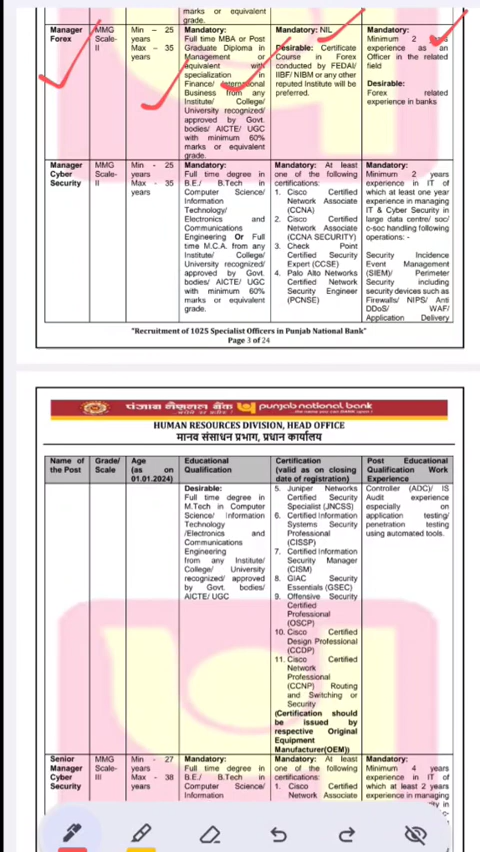 marks or equivalent
grade.
Manager Forex
MMG Scale-II
Min – 25 years
Max – 35 years
Mandatory:
Full time MBA or Post
Graduate Diploma in
Management or
equivalent with
specialization in
Finance/ International
Business from any
Institute/ College/
University recognized/
approved by Govt.
bodies/ AICTE/ UGC
with minimum 60%
marks or equivalent
grade.
Mandatory: NIL
Desirable: Certificate
Course in Forex
conducted by FEDAI/
IIBF/ NIBM or any other
reputed Institute will be
preferred.
Mandatory:
Minimum 2 years
experience as an
Officer in the related
field
Desirable:
Forex related
experience in banks
Manager
Cyber
Security
MMG
Scale-
II
Min - 25
years
Max - 35
years
Mandatory:
Full time degree in
B.E./ B.Tech in
Computer Science/
Information
Technology/
Electronics and
Communications
Engineering Or Full
time M.C.A. from any
Institute/ College/
University recognized/
approved by Govt.
bodies/ AICTE/ UGC
with minimum 60%
marks or equivalent
grade.
Mandatory: At least
one of the following
certifications:
1. Cisco Certified
Network Associate
(CCNA)
2. Cisco Certified
Network Associate
(CCNA SECURITY)
3. Check Point
Certified Security
Expert (CCSE)
4. Palo Alto Networks
Certified Network
Security Engineer
(PCNSE)
Mandatory:
Minimum 2 years
experience in IT of
which at least one year
experience in managing
IT & Cyber Security in
large data centre/ soc/
c-soc handling following
operations: -
Security Incidence
Event Management
(SIEM)/ Perimeter
Security including
security devices such as
Firewalls/ NIPS/ Anti
DDoS/ WAF/
Application Delivery
"Recruitment of 1025 Specialist Officers in Punjab National Bank"
Page 3 of 24
पंजाब नैशनल बैंक punjab national bank
HUMAN RESOURCES DIVISION, HEAD OFFICE
मानव संसाधन प्रभाग, प्रधान कार्यालय
Name of
the Post
Grade/
Scale
Age
(as on
01.01.2024)
Educational
Qualification
Certification
(valid as on closing
date of registration)
Post Educational
Qualification Work
Experience
Desirable:
Full time degree in
M.Tech in Computer
Science/ Information
Technology
/Electronics and
Communications
Engineering
from any Institute/
College/ University
recognized/ approved
by Govt. bodies/
AICTE/ UGC
5. Juniper Networks
Certified Security
Specialist (JNCSS)
6. Certified Information
Systems Security
Professional
(CISSP)
7. Certified Information
Security Manager
(CISM)
8. GIAC Security
Essentials (GSEC)
9. Offensive Security
Certified
Professional
(OSCP)
10. Cisco Certified
Design Professional
(CCDP)
11. Cisco Certified
Network
Professional
(CCNP) Routing
and Switching or
Security
(Certification should
be issued by
respective Original
Equipment
Manufacturer(OEM))
Controller (ADC)/ IS
Audit experience
especially on
application testing/
penetration testing
using automated tools.
Senior
Manager
Cyber
Security
MMG
Scale-
III
Min - 27
years
Max - 38
years
Mandatory:
Full time degree in
B.E./ B.Tech in
Computer Science/
Information
Mandatory: At least
one of the following
certifications:
1. Cisco Certified
Network Associate
Mandatory:
Minimum 4 years
experience in IT of
which at least 2 years
experience in managing